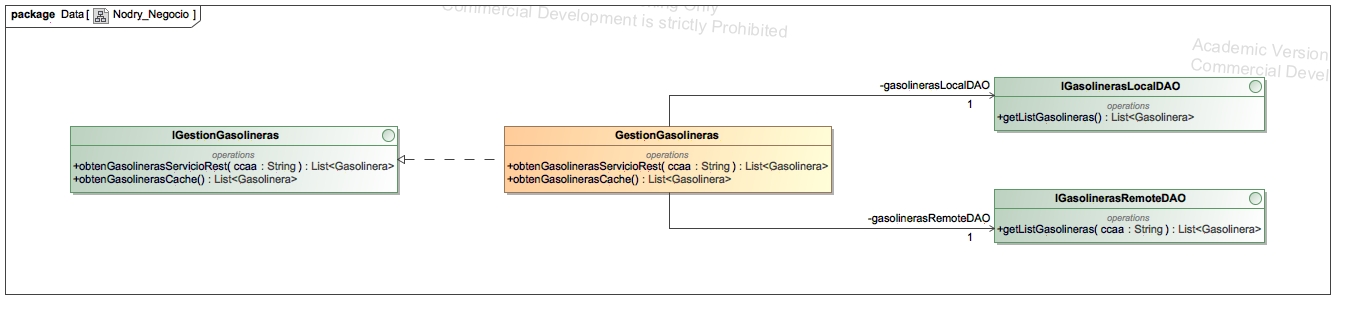 package Data [ Nodry_Negocio ]
Only
Commercial Development is strictly Prohibited
Academic Version
Commercial Devel
-gasolinerasLocalDAO
1
IGasolinerasLocalDAO
operations
+getListGasolineras() : List<Gasolinera>
IGestionGasolineras
operations
+obtenGasolinerasServicioRest( ccaa : String ) : List<Gasolinera>
+obtenGasolinerasCache() : List<Gasolinera>
GestionGasolineras
operations
+obtenGasolinerasServicioRest( ccaa : String ) : List<Gasolinera>
+obtenGasolinerasCache() : List<Gasolinera>
-gasolinerasRemoteDAO
1
IGasolinerasRemoteDAO
operations
+getListGasolineras( ccaa : String ) : List<Gasolinera>